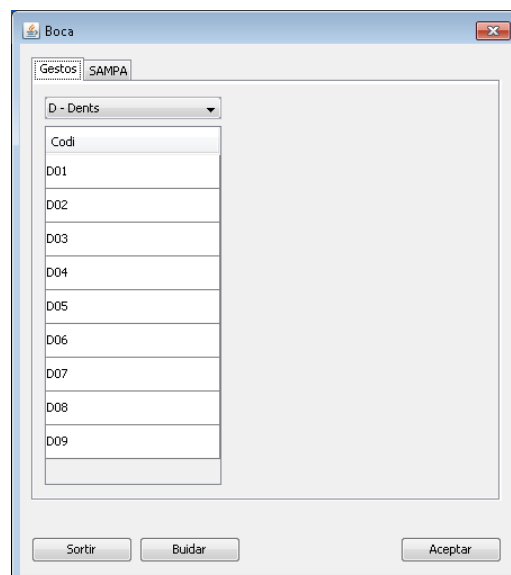 Boca
Gestos SAMPA
D - Dents
Codi
D01
D02
D03
D04
D05
D06
D07
D08
D09
Sortir Buidar Aceptar